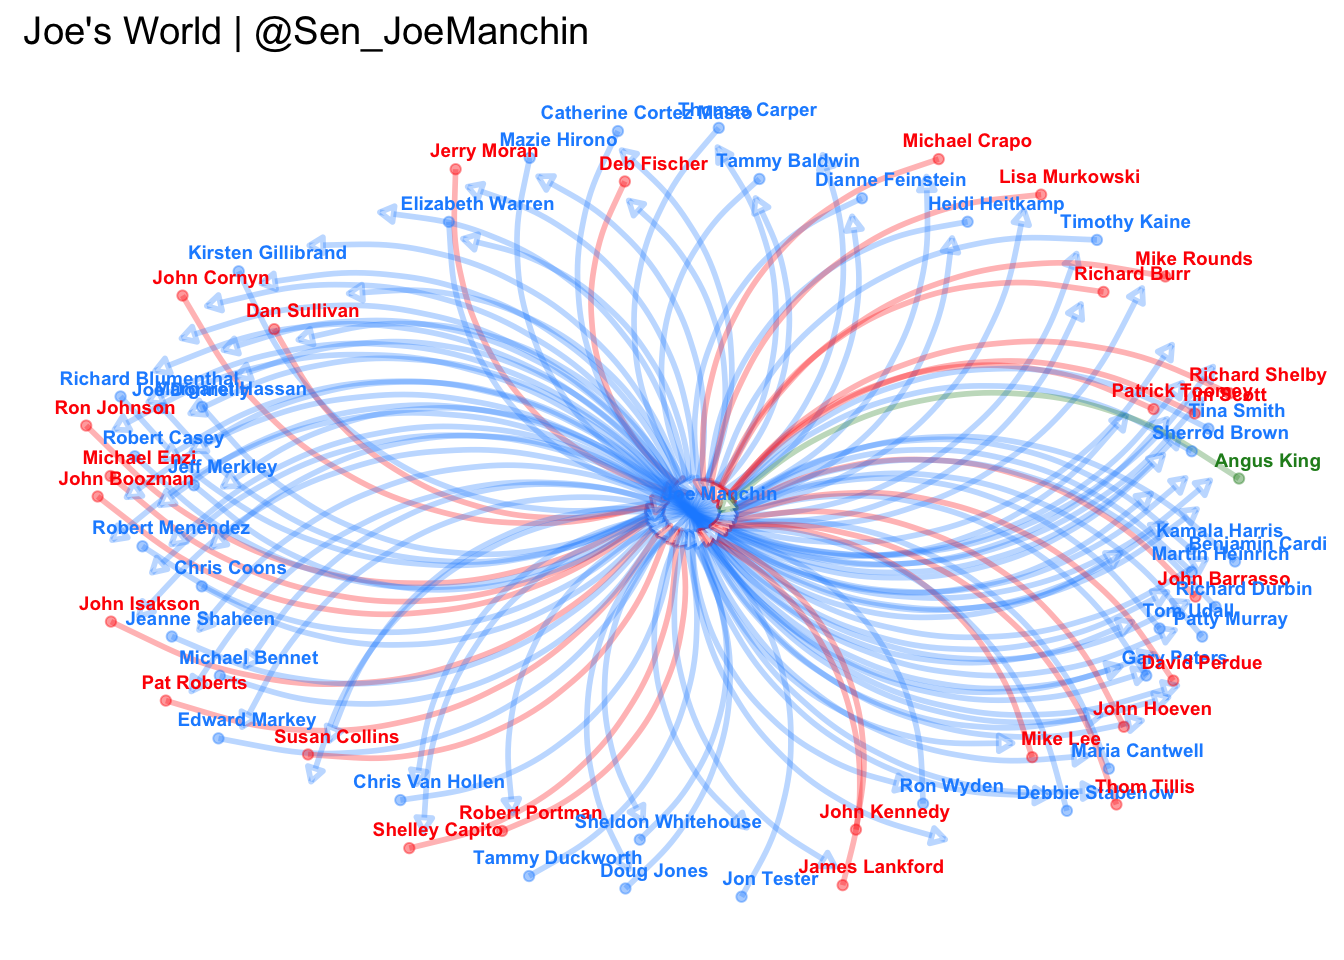 Joe's World | @Sen_JoeManchin
Catherine Cortez Masto
Thomas Carper
Mazie Hirono
Jerry Moran
Deb Fischer
Tammy Baldwin
Michael Crapo
Dianne Feinstein
Lisa Murkowski
Elizabeth Warren
Heidi Heitkamp
Timothy Kaine
Kirsten Gillibrand
Mike Rounds
John Cornyn
Richard Burr
Dan Sullivan
Richard Blumenthal
Joe Donnelly
Margaret Hassan
Richard Shelby
Patrick Toomey
Tim Scott
Ron Johnson
Tina Smith
Robert Casey
Sherrod Brown
Michael Enzi
Jeff Merkley
Angus King
John Boozman
Joe Manchin
Robert Menéndez
Kamala Harris
Benjamin Cardi
Martin Heinrich
Chris Coons
John Barrasso
Richard Durbin
John Isakson
Tom Udall
Jeanne Shaheen
Patty Murray
Michael Bennet
Gary Peters
David Perdue
Pat Roberts
John Hoeven
Edward Markey
Susan Collins
Mike Lee
Maria Cantwell
Chris Van Hollen
Ron Wyden
Thom Tillis
Debbie Stabenow
Robert Portman
John Kennedy
Sheldon Whitehouse
Shelley Capito
Tammy Duckworth
James Lankford
Doug Jones
Jon Tester